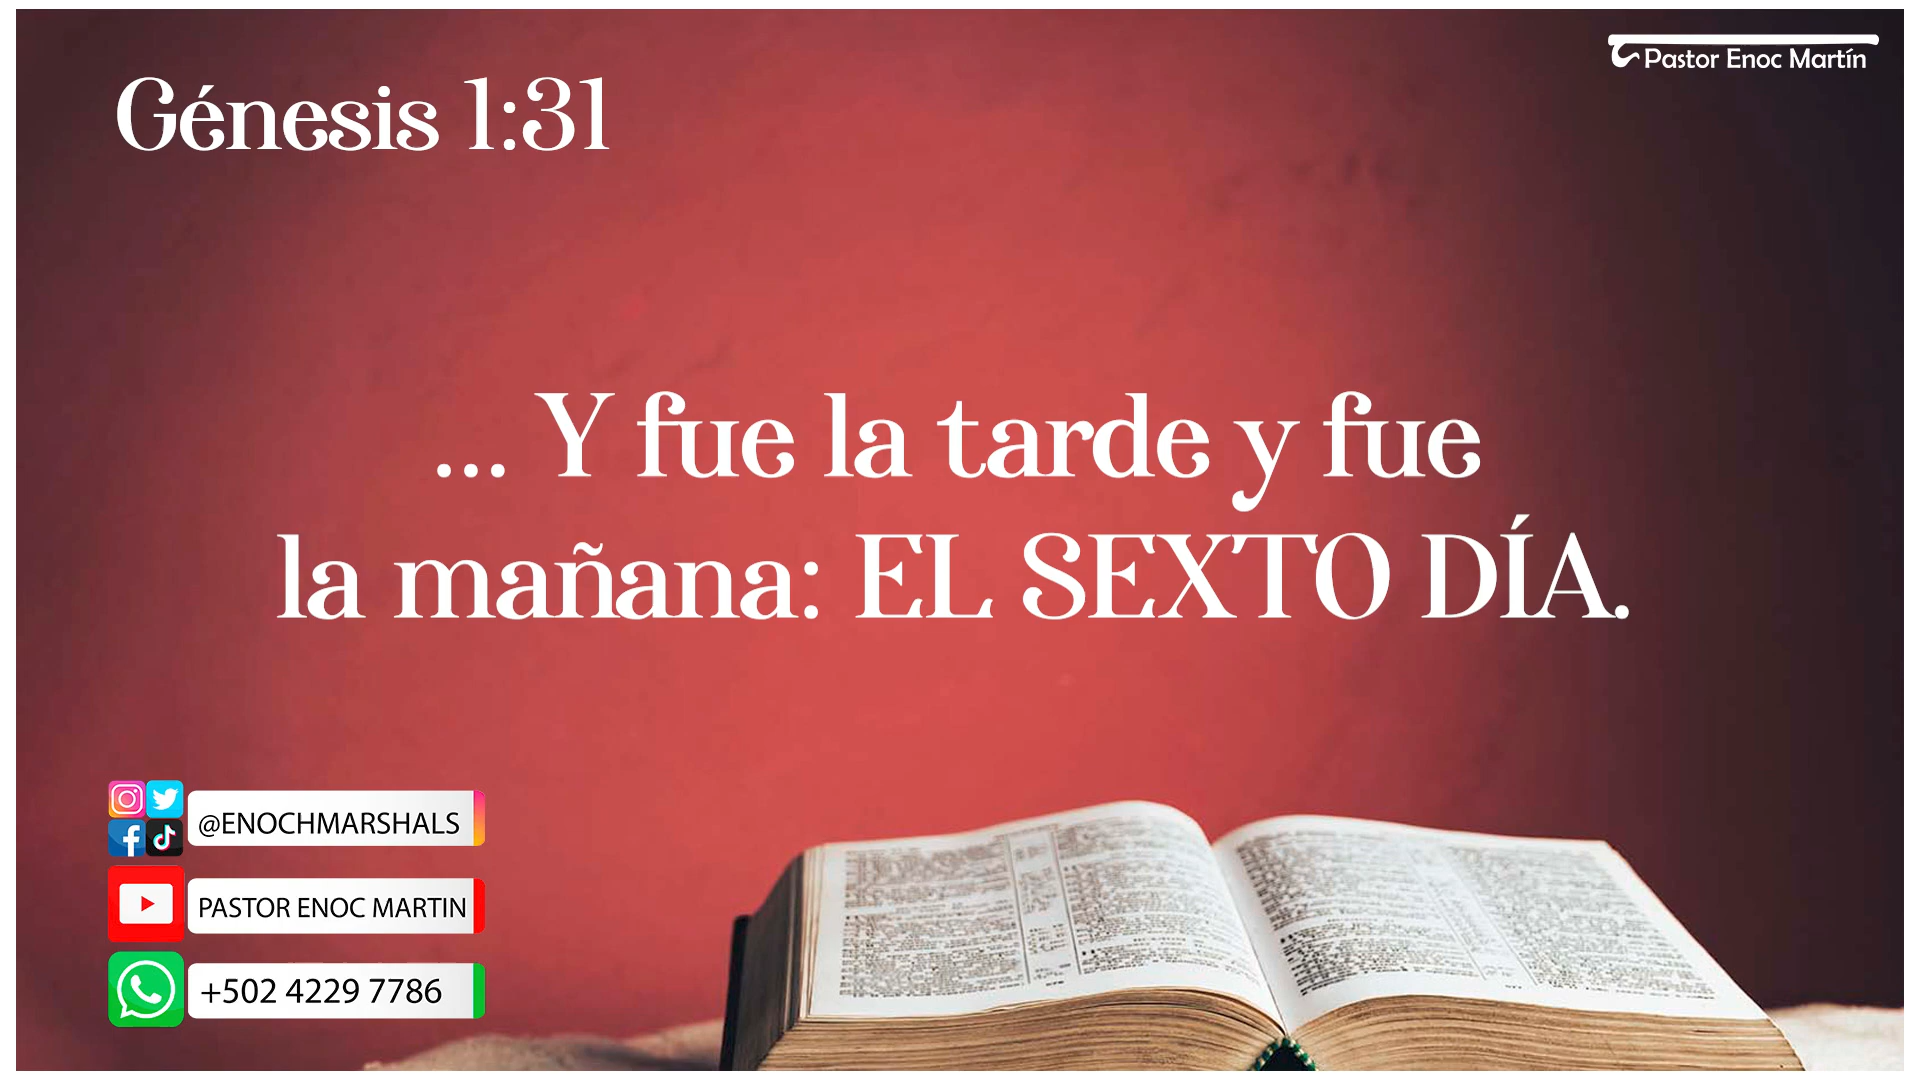 Pastor Enoc Martín
Génesis 1:31
... Y fue la tarde y fue
la mañana: EL SEXTO DÍA.
@ENOCHMARSHALS
PASTOR ENOC MARTIN
+502 4229 7786